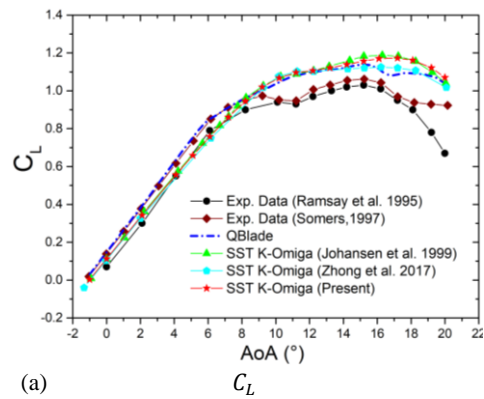 1.4
1.2
1.0
0.8
0.6
0.4
0.2
0.0
-0.2
C_L
Exp. Data (Ramsay et al. 1995)
Exp. Data (Somers,1997)
QBlade
SST K-Omiga (Johansen et al. 1999)
SST K-Omiga (Zhong et al. 2017)
SST K-Omiga (Present)
-2 0 2 4 6 8 10 12 14 16 18 20 22
AoA (°)
(a) C_L